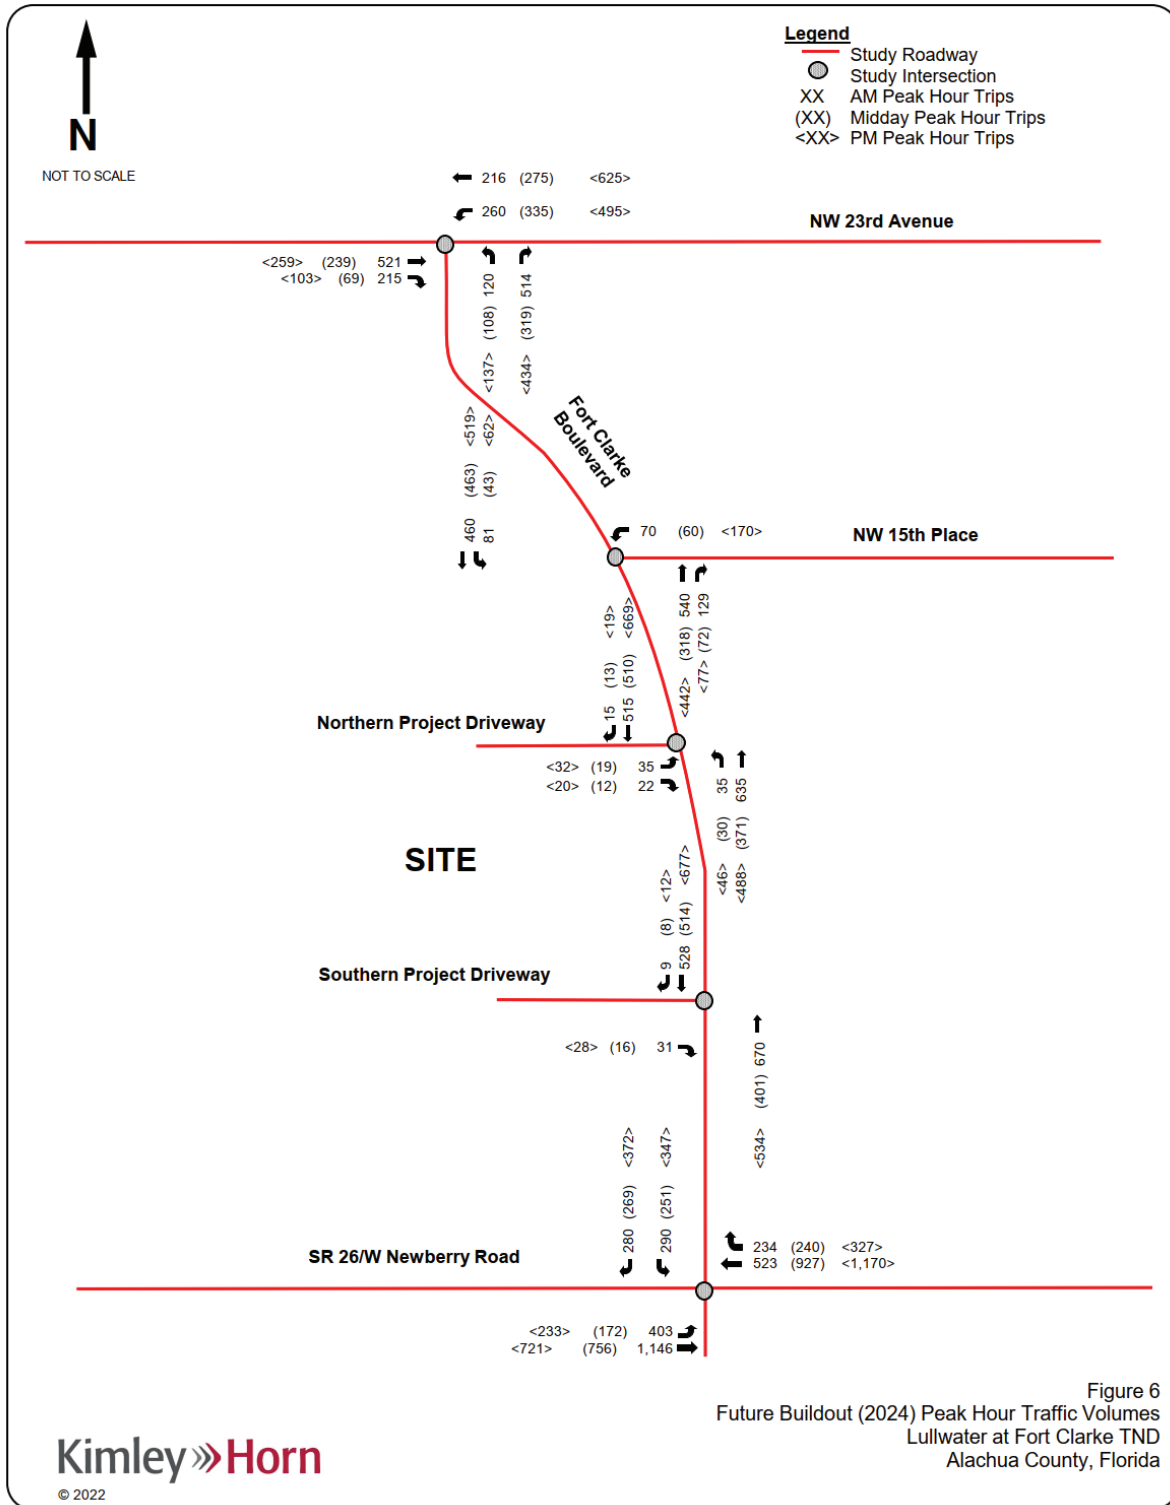 Legend
Study Roadway
Study Intersection
XX AM Peak Hour Trips
(XX) Midday Peak Hour Trips
<XX> PM Peak Hour Trips
N
NOT TO SCALE
216 (275) <625>
260 (335) <495>
NW 23rd Avenue
<259> (239) 521
<103> (69) 215
<137> (108) 120
<434> (319) 514
Fort Clarke
Boulevard
<519> (463) 460
<62> (43) 81
70 (60) <170>
NW 15th Place
<19> (13) 15
<669> (510) 515
<442> (318) 540
<77> (72) 129
Northern Project Driveway
<32> (19) 35
<20> (12) 22
<46> (30) 35
<488> (371) 635
SITE
<12> (8) 9
<677> (514) 528
Southern Project Driveway
<28> (16) 31
<534> (401) 670
<372> (269) 280
<347> (251) 290
SR 26/W Newberry Road
234 (240) <327>
523 (927) <1,170>
<233> (172) 403
<721> (756) 1,146
Figure 6
Future Buildout (2024) Peak Hour Traffic Volumes
Lullwater at Fort Clarke TND
Alachua County, Florida
Kimley Horn
© 2022